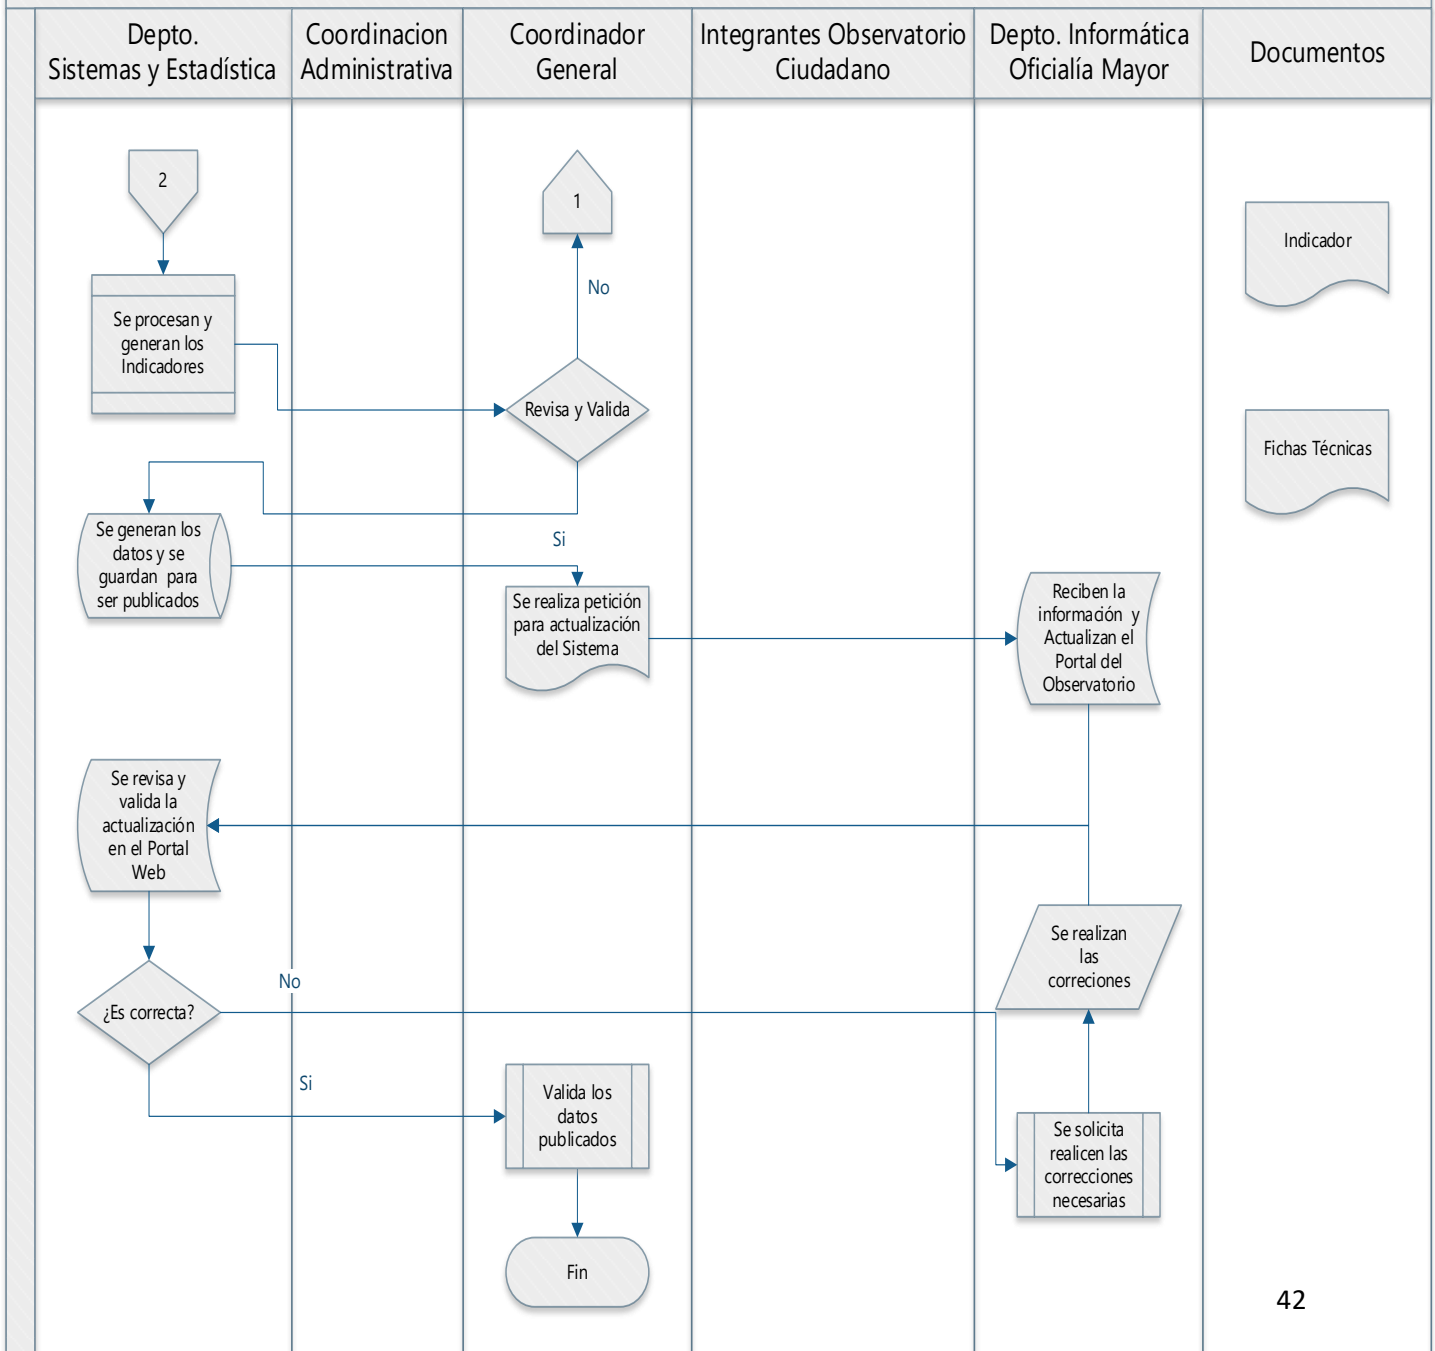 Depto.
Sistemas y Estadística
Coordinacion
Administrativa
Coordinador
General
Integrantes Observatorio
Ciudadano
Depto. Informática
Oficialía Mayor
Documentos
2
1
Indicador
No
Se procesan y
generan los
Indicadores
Revisa y Valida
Fichas Técnicas
Se generan los
datos y se
guardan para
ser publicados
Si
Se realiza petición
para actualización
del Sistema
Reciben la
información y
Actualizan el
Portal del
Observatorio
Se revisa y
valida la
actualización
en el Portal
Web
Se realizan
las
correciones
No
¿Es correcta?
Si
Valida los
datos
publicados
Se solicita
realicen las
correcciones
necesarias
Fin
42